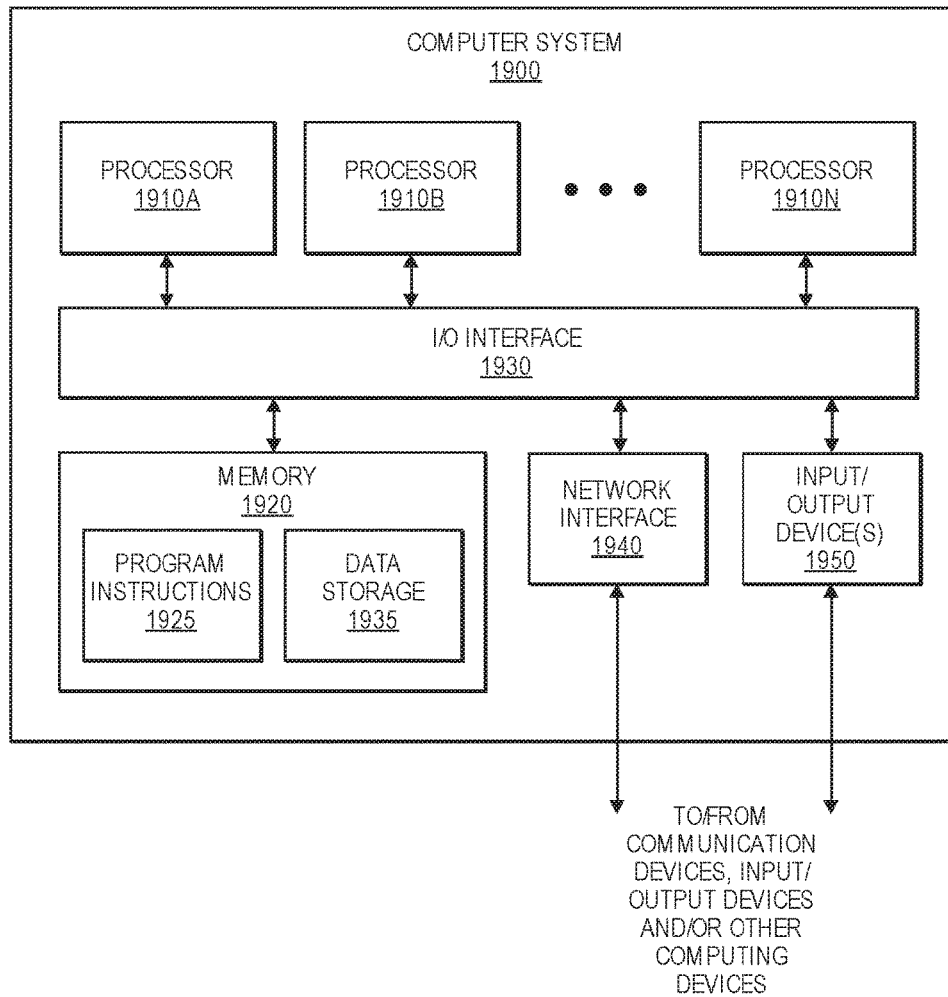 COMPUTER SYSTEM
1900
PROCESSOR
1910A
PROCESSOR
1910B
PROCESSOR
1910N
I/O INTERFACE
1930
MEMORY
1920
PROGRAM
INSTRUCTIONS
1925
DATA
STORAGE
1935
NETWORK
INTERFACE
1940
INPUT/
OUTPUT
DEVICE(S)
1950
TO/FROM
COMMUNICATION
DEVICES, INPUT/
OUTPUT DEVICES
AND/OR OTHER
COMPUTING
DEVICES